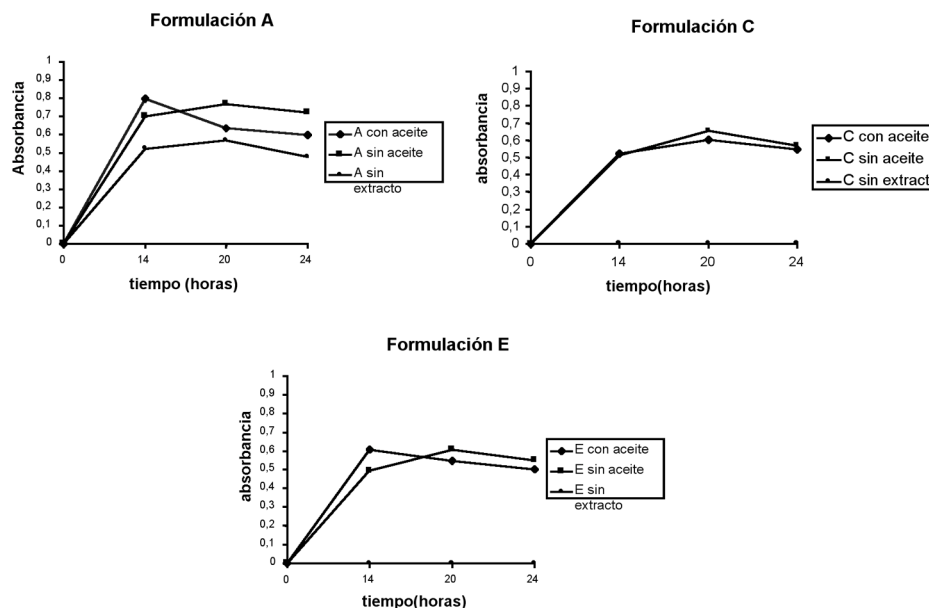 Formulación A
Absorbancia
1
0,9
0,8
0,7
0,6
0,5
0,4
0,3
0,2
0,1
0
0 14 20 24
tiempo (horas)
A con aceite
A sin aceite
A sin
extracto
Formulación C
absorbancia
1
0,9
0,8
0,7
0,6
0,5
0,4
0,3
0,2
0,1
0
0 14 20 24
tiempo(horas)
C con aceite
C sin aceite
C sin extract
Formulación E
absorbancia
1
0,9
0,8
0,7
0,6
0,5
0,4
0,3
0,2
0,1
0
0 14 20 24
tiempo(horas)
E con aceite
E sin aceite
E sin
extracto